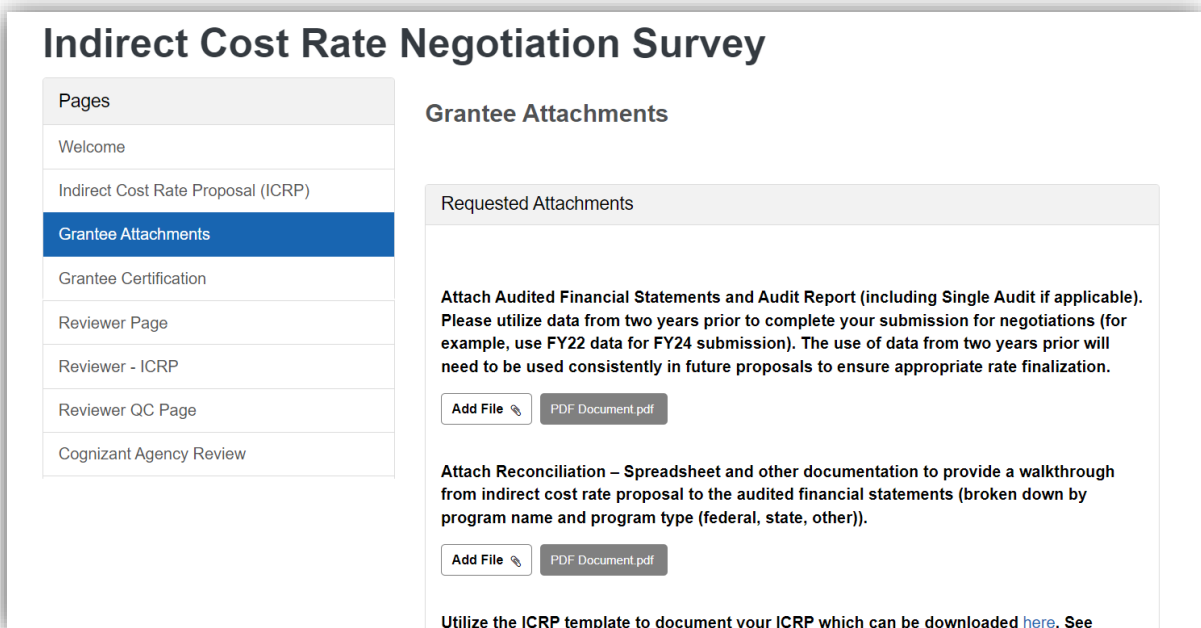 Indirect Cost Rate Negotiation Survey
Pages
Welcome
Indirect Cost Rate Proposal (ICRP)
Grantee Attachments
Grantee Certification
Reviewer Page
Reviewer - ICRP
Reviewer QC Page
Cognizant Agency Review
Grantee Attachments
Requested Attachments
Attach Audited Financial Statements and Audit Report (including Single Audit if applicable).
Please utilize data from two years prior to complete your submission for negotiations (for
example, use FY22 data for FY24 submission). The use of data from two years prior will
need to be used consistently in future proposals to ensure appropriate rate finalization.
Add File PDF Document.pdf
Attach Reconciliation – Spreadsheet and other documentation to provide a walkthrough
from indirect cost rate proposal to the audited financial statements (broken down by
program name and program type (federal, state, other)).
Add File PDF Document.pdf
Utilize the ICRP template to document your ICRP which can be downloaded here. See